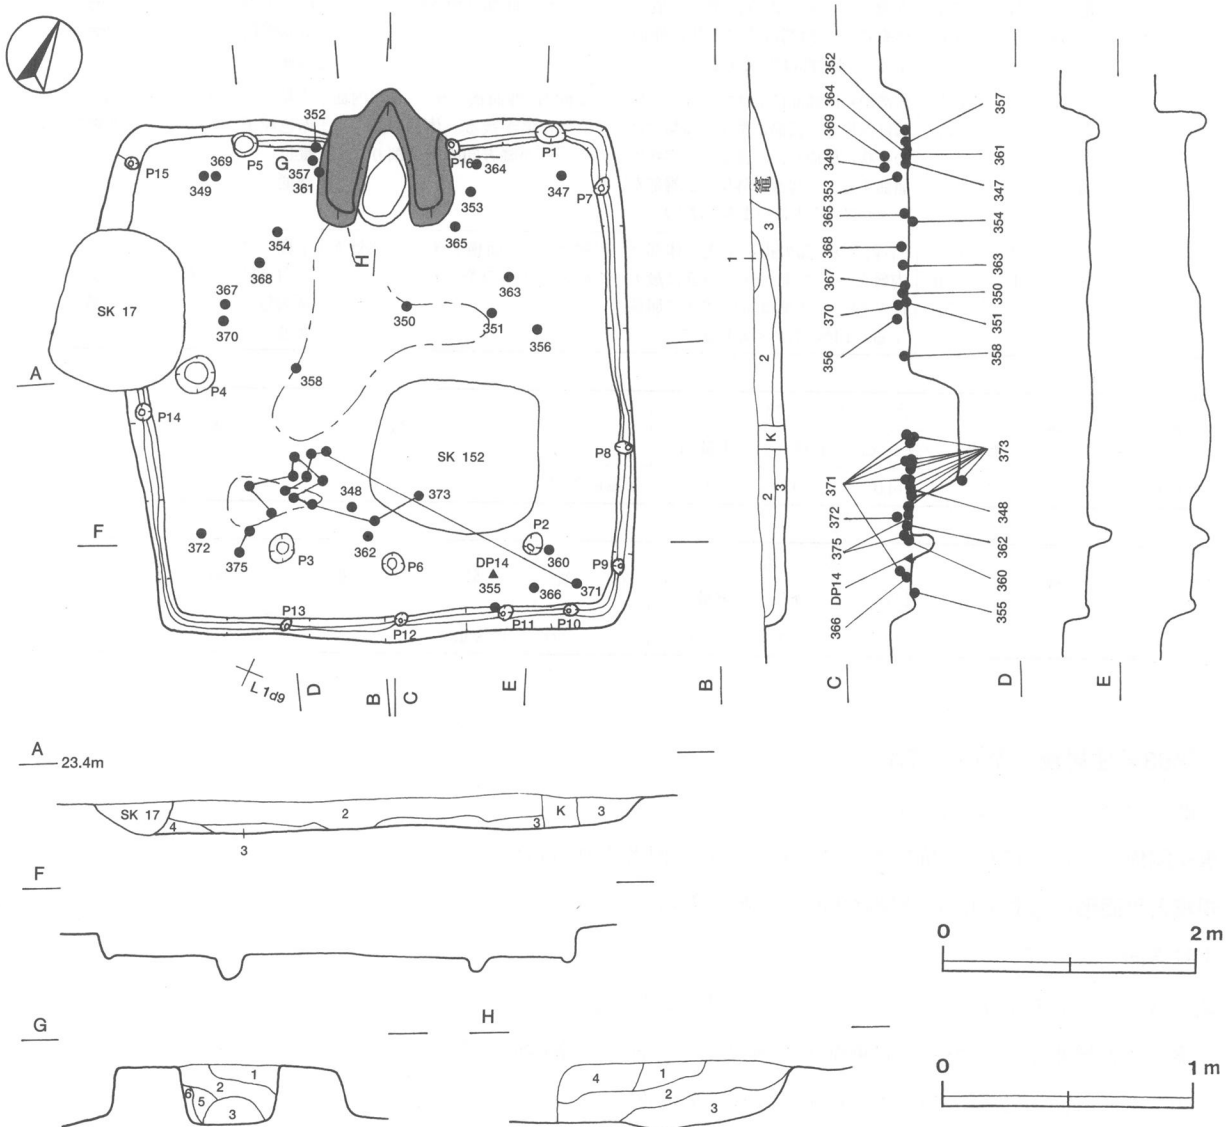 352
P5
369
349
G
357
361
P16
364
P1
P15
347
P7
353
354
365
368
H
367
363
SK 17
370
350
351
356
A
P4
358
P14
SK 152
P8
348
373
F
372
P2
375
P3
362
P6
360
DP14
355
P9
366
371
P13
P12
P11
P10
L 1d9
D
B
C
E
竈
3
1
2
K
2
3
B
352
364
369
349
353
365
368
367
370
356
371
372
375
DP14
366
357
361
347
354
363
350
351
358
373
348
362
360
355
C
D
E
A
23.4m
SK 17
2
K
3
4
3
3
F
G
1
2
6
5
3
H
4
1
2
3
0
2 m
0
1 m